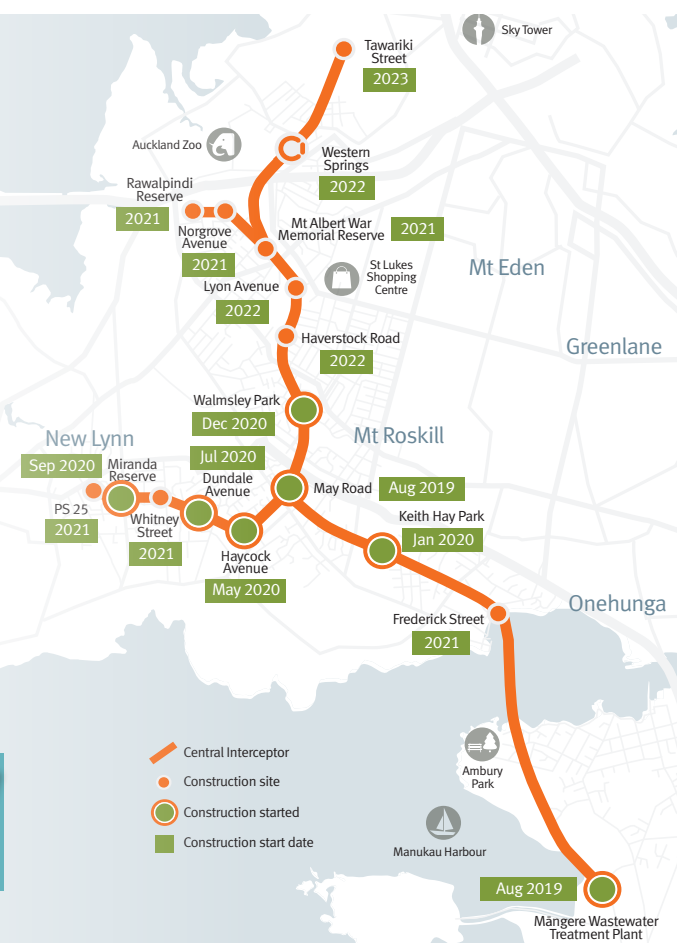 Sky Tower
Tawariki
Street
2023
Auckland Zoo
Western
Springs
2022
Rawalpindi
Reserve
2021
Norgrove
Avenue
2021
Mt Albert War
Memorial Reserve
2021
St Lukes
Shopping
Centre
Mt Eden
Lyon Avenue
2022
Haverstock Road
2022
Greenlane
Walmsley Park
Dec 2020
Mt Roskill
New Lynn
Jul 2020
Dundale
Avenue
Sep 2020
Miranda
Reserve
May Road
Aug 2019
PS 25
2021
Whitney
Street
2021
Keith Hay Park
Jan 2020
Haycock
Avenue
May 2020
Onehunga
Frederick Street
2021
Central Interceptor
Construction site
Construction started
Construction start date
Ambury
Park
Manukau Harbour
Aug 2019
Māngere Wastewater
Treatment Plant